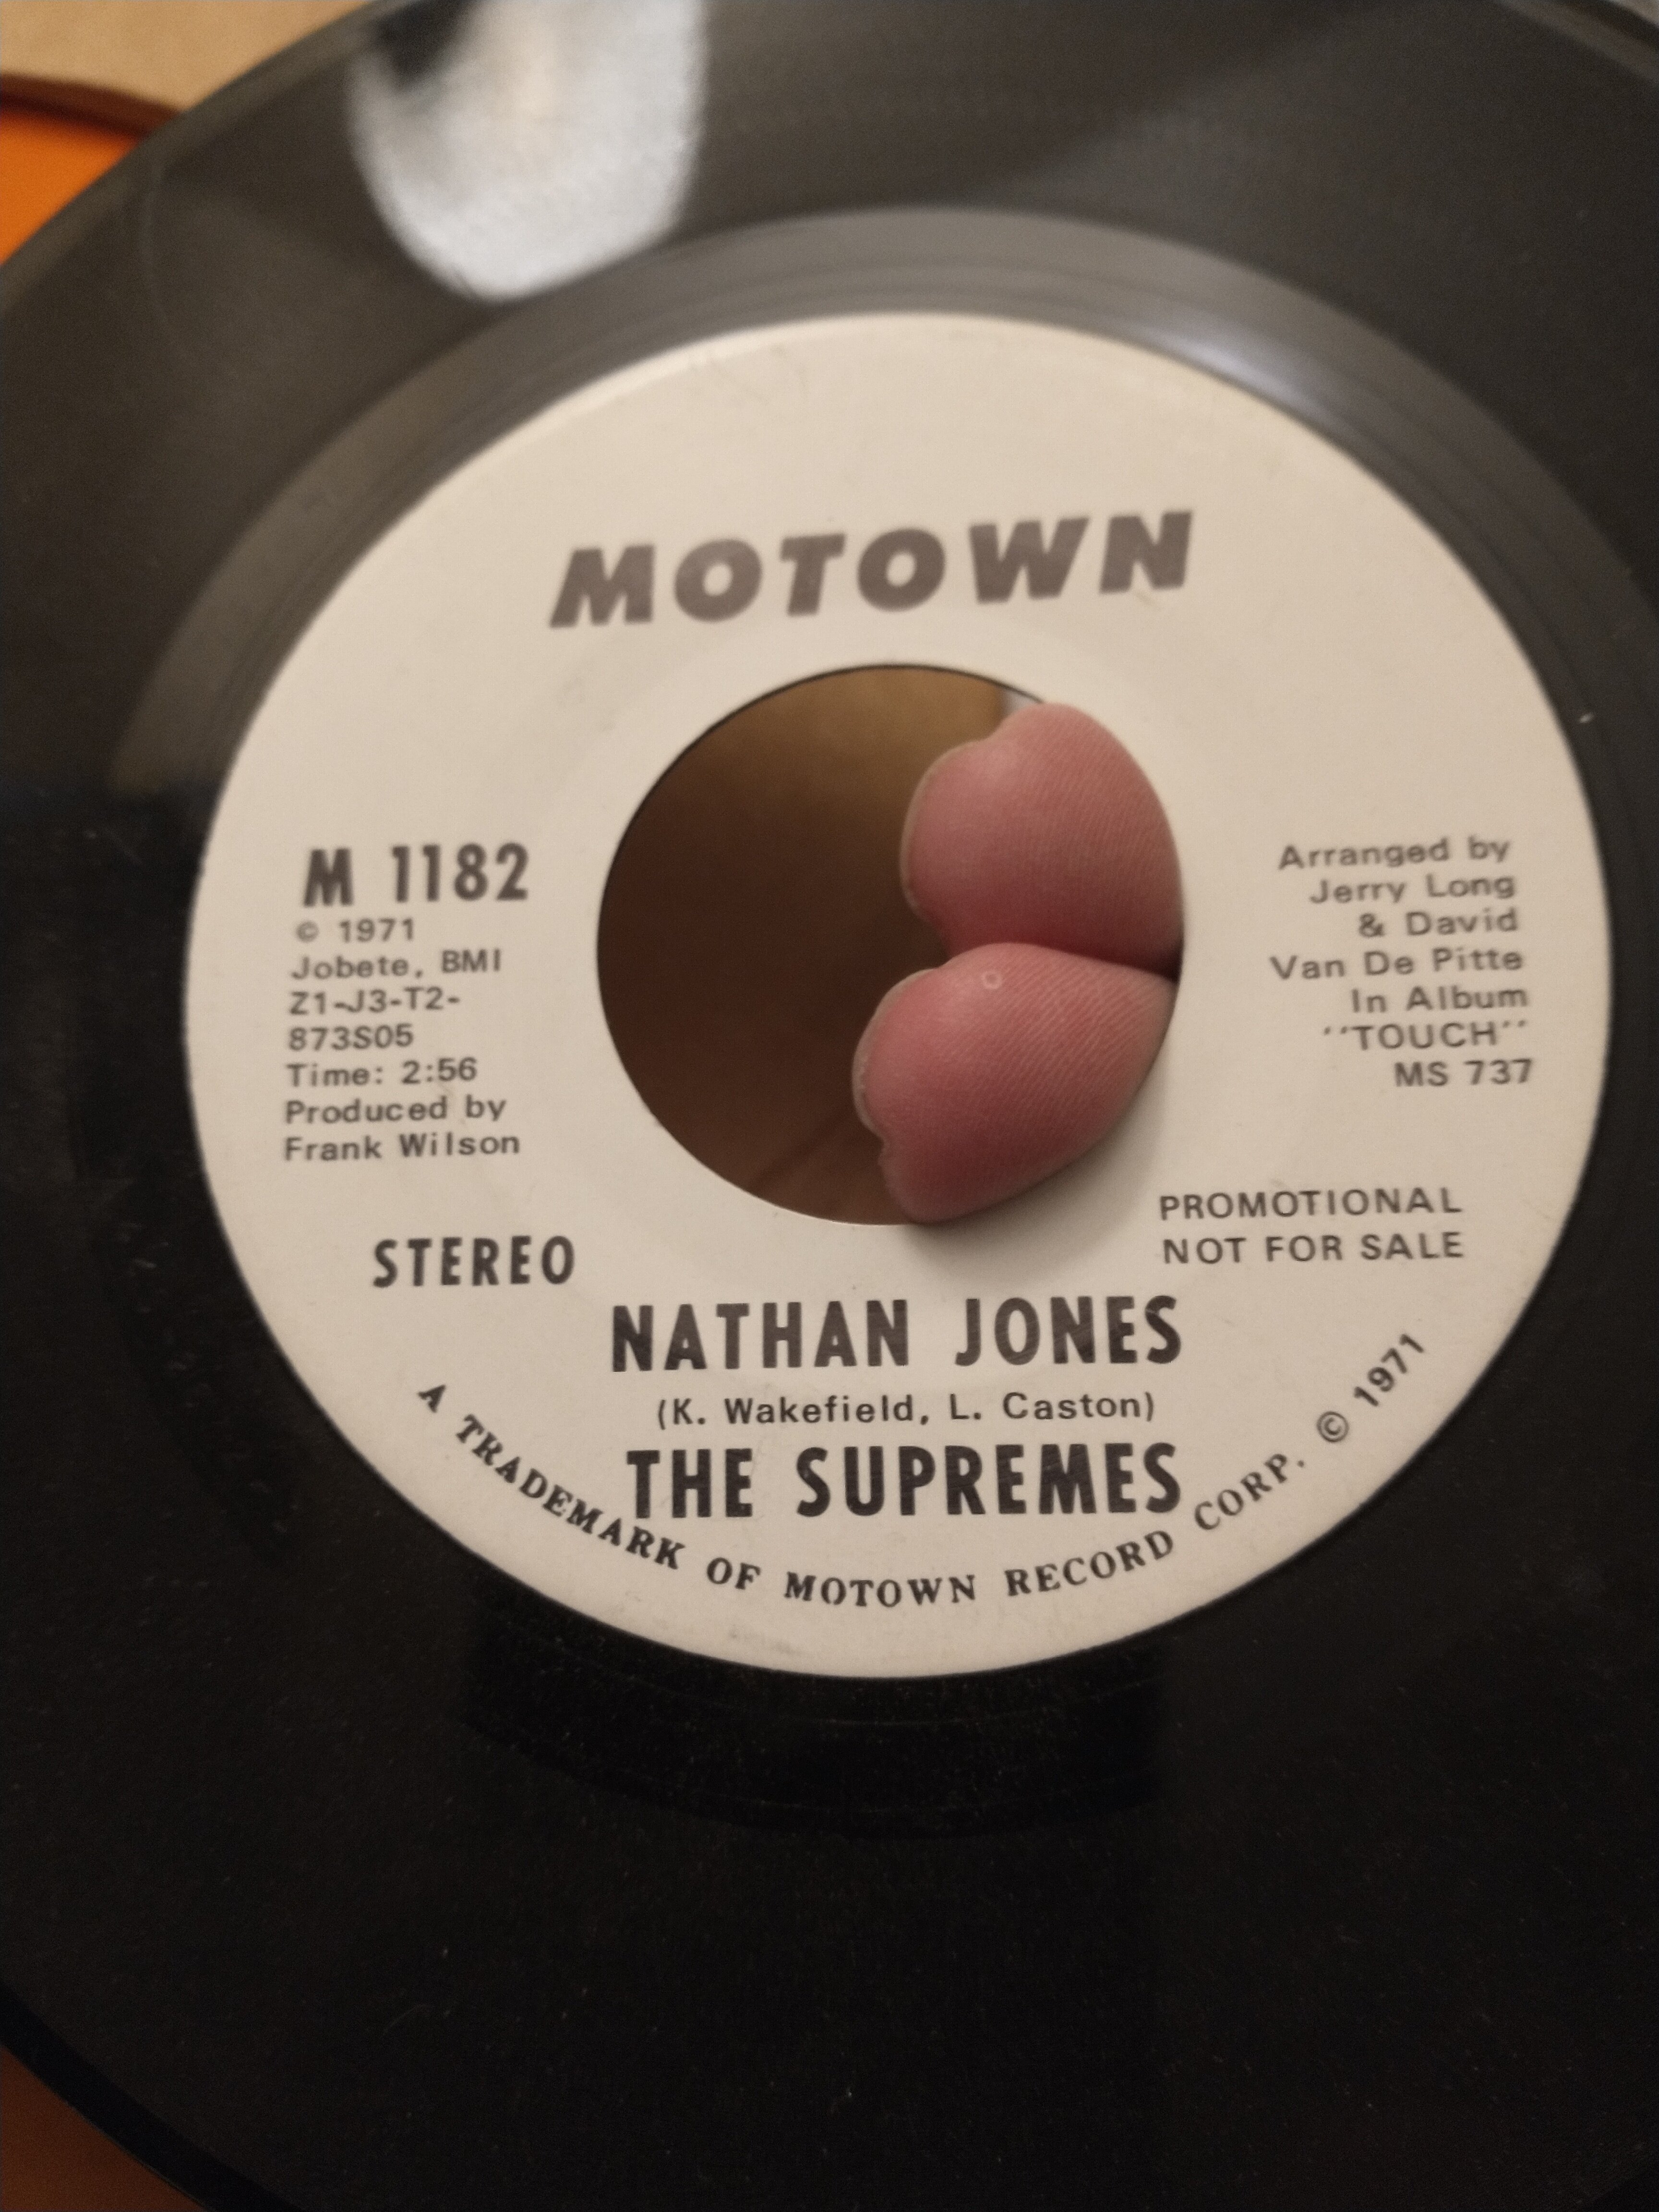 MOTOWN
M 1182
© 1971
Jobete, BMI
Z1-J3-T2-
873S05
Time: 2:56
Produced by
Frank Wilson
Arranged by
Jerry Long
& David
Van De Pitte
In Album
''TOUCH''
MS 737
STEREO
PROMOTIONAL
NOT FOR SALE
NATHAN JONES
(K. Wakefield, L. Caston)
THE SUPREMES
A TRADEMARK OF MOTOWN RECORD CORP. © 1971